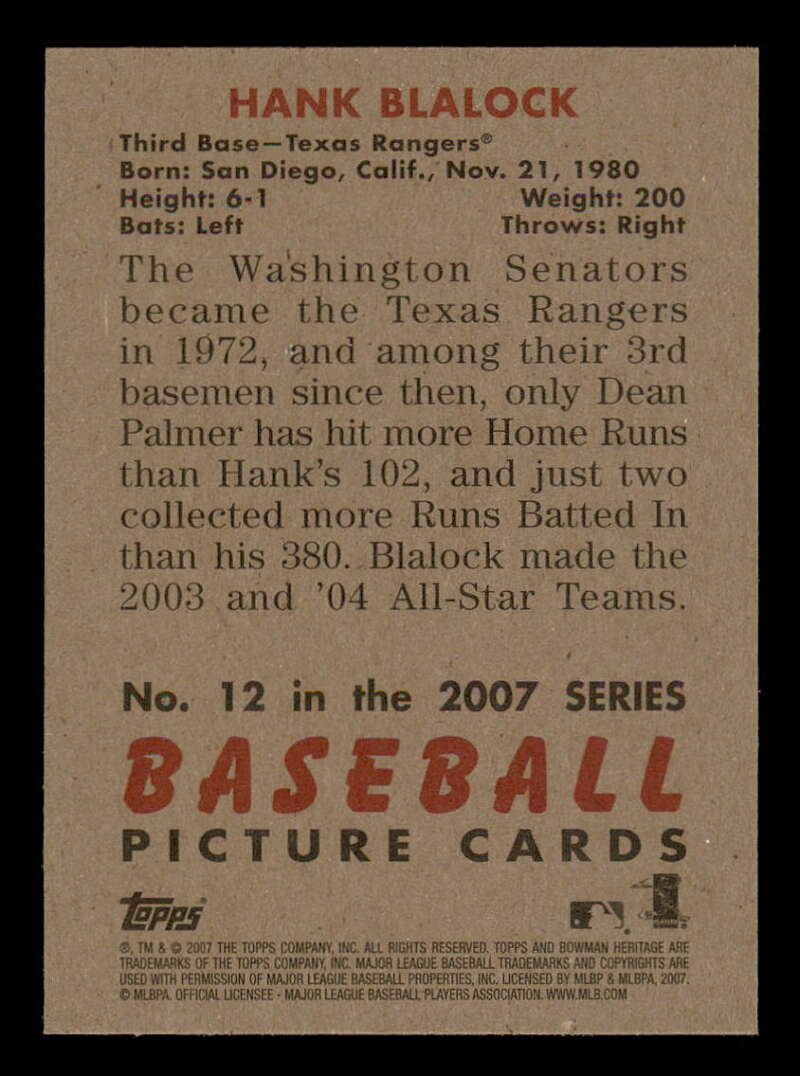 HANK BLALOCK
Third Base—Texas Rangers®
Born: San Diego, Calif., Nov. 21, 1980
Height: 6-1 Weight: 200
Bats: Left Throws: Right
The Washington Senators
became the Texas Rangers
in 1972, and among their 3rd
basemen since then, only Dean
Palmer has hit more Home Runs
than Hank's 102, and just two
collected more Runs Batted In
than his 380. Blalock made the
2003 and '04 All-Star Teams.
No. 12 in the 2007 SERIES
BASEBALL
PICTURE CARDS
Topps
®, TM & © 2007 THE TOPPS COMPANY, INC. ALL RIGHTS RESERVED. TOPPS AND BOWMAN HERITAGE ARE
TRADEMARKS OF THE TOPPS COMPANY, INC. MAJOR LEAGUE BASEBALL TRADEMARKS AND COPYRIGHTS ARE
USED WITH PERMISSION OF MAJOR LEAGUE BASEBALL PROPERTIES, INC. LICENSED BY MLBP & MLBPA, 2007.
© MLBPA. OFFICIAL LICENSEE - MAJOR LEAGUE BASEBALL PLAYERS ASSOCIATION. WWW.MLB.COM